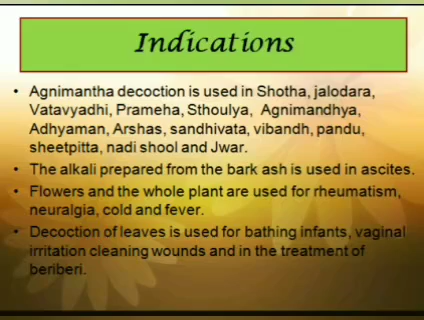 Indications
• Agnimantha decoction is used in Shotha, jalodara,
Vatavyadhi, Prameha, Sthoulya, Agnimandhya,
Adhyaman, Arshas, sandhivata, vibandh, pandu,
sheetpitta, nadi shool and Jwar.
• The alkali prepared from the bark ash is used in ascites.
• Flowers and the whole plant are used for rheumatism,
neuralgia, cold and fever.
• Decoction of leaves is used for bathing infants, vaginal
irritation cleaning wounds and in the treatment of
beriberi.